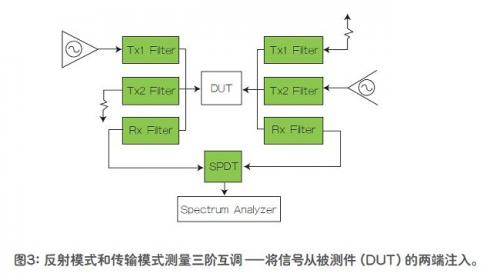 Tx1 Filter
Tx1 Filter
Tx2 Filter
DUT
Tx2 Filter
Rx Filter
Rx Filter
SPDT
Spectrum Analyzer
图3: 反射模式和传输模式测量三阶互调——将信号从被测件 (DUT) 的两端注入。